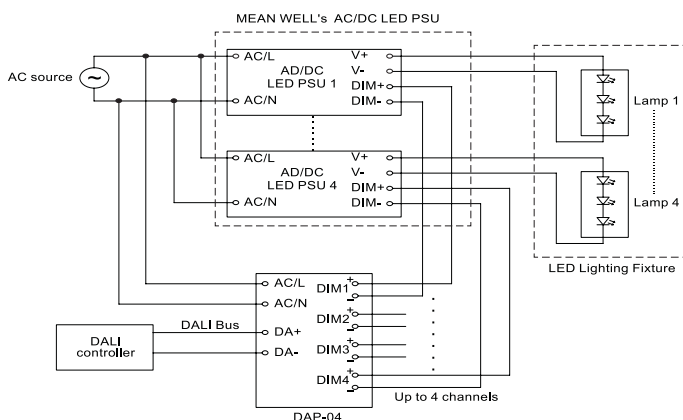 MEAN WELL's AC/DC LED PSU
AC source
~
AC/L
AC/N
AD/DC
LED PSU 1
V+
V-
DIM+
DIM-
AC/L
AC/N
AD/DC
LED PSU 4
V+
V-
DIM+
DIM-
Lamp 1
Lamp 4
LED Lighting Fixture
DALI
controller
DALI Bus
AC/L
AC/N
DA+
DA-
DIM1
+
-
DIM2
+
-
DIM3
+
-
DIM4
+
-
Up to 4 channels
DAP-04